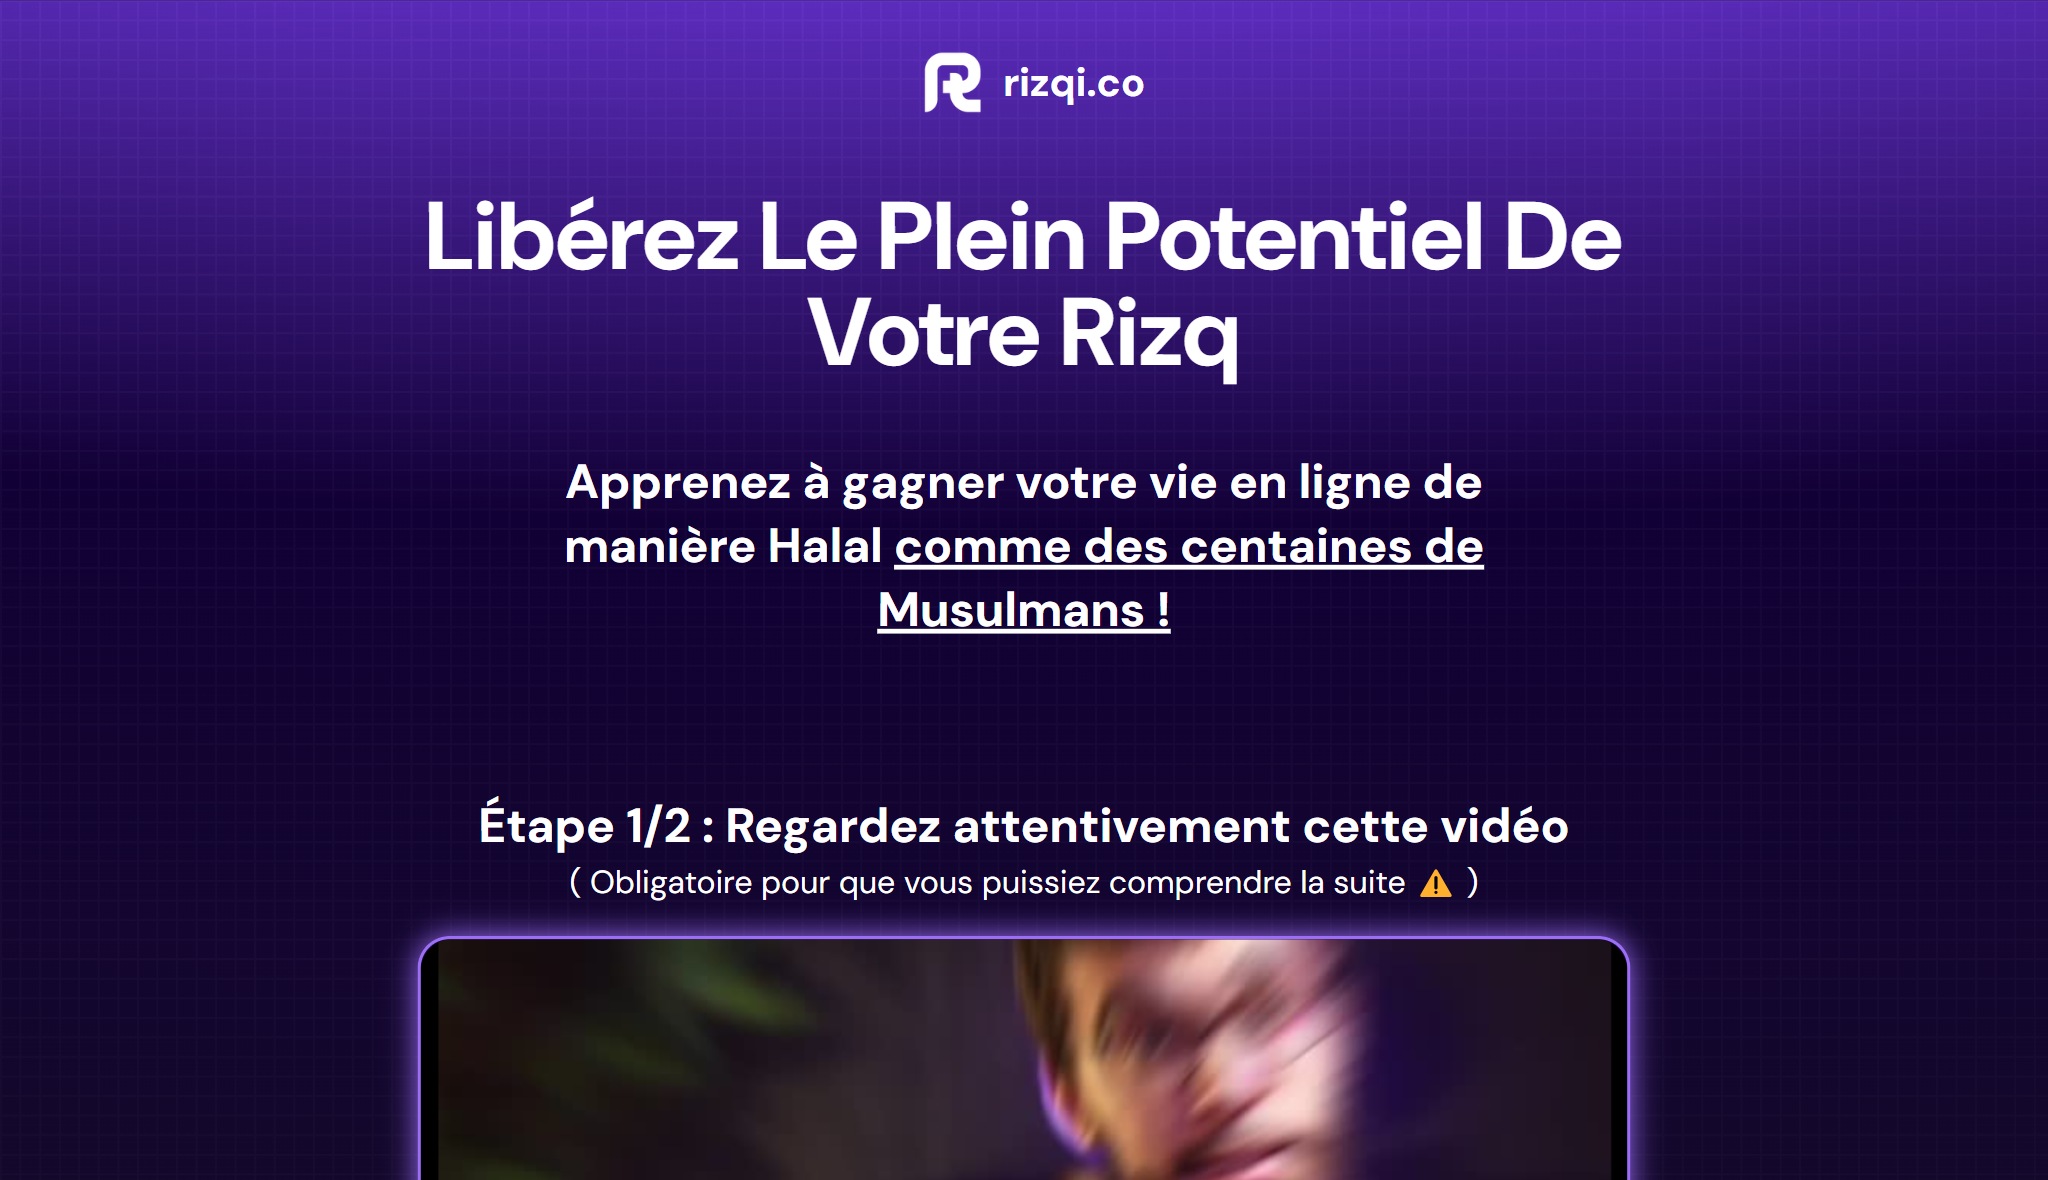 rizqi.co
Libérez Le Plein Potentiel De
Votre Rizq
Apprenez à gagner votre vie en ligne de
manière Halal comme des centaines de
Musulmans !
Étape 1/2 : Regardez attentivement cette vidéo
( Obligatoire pour que vous puissiez comprendre la suite ⚠️ )